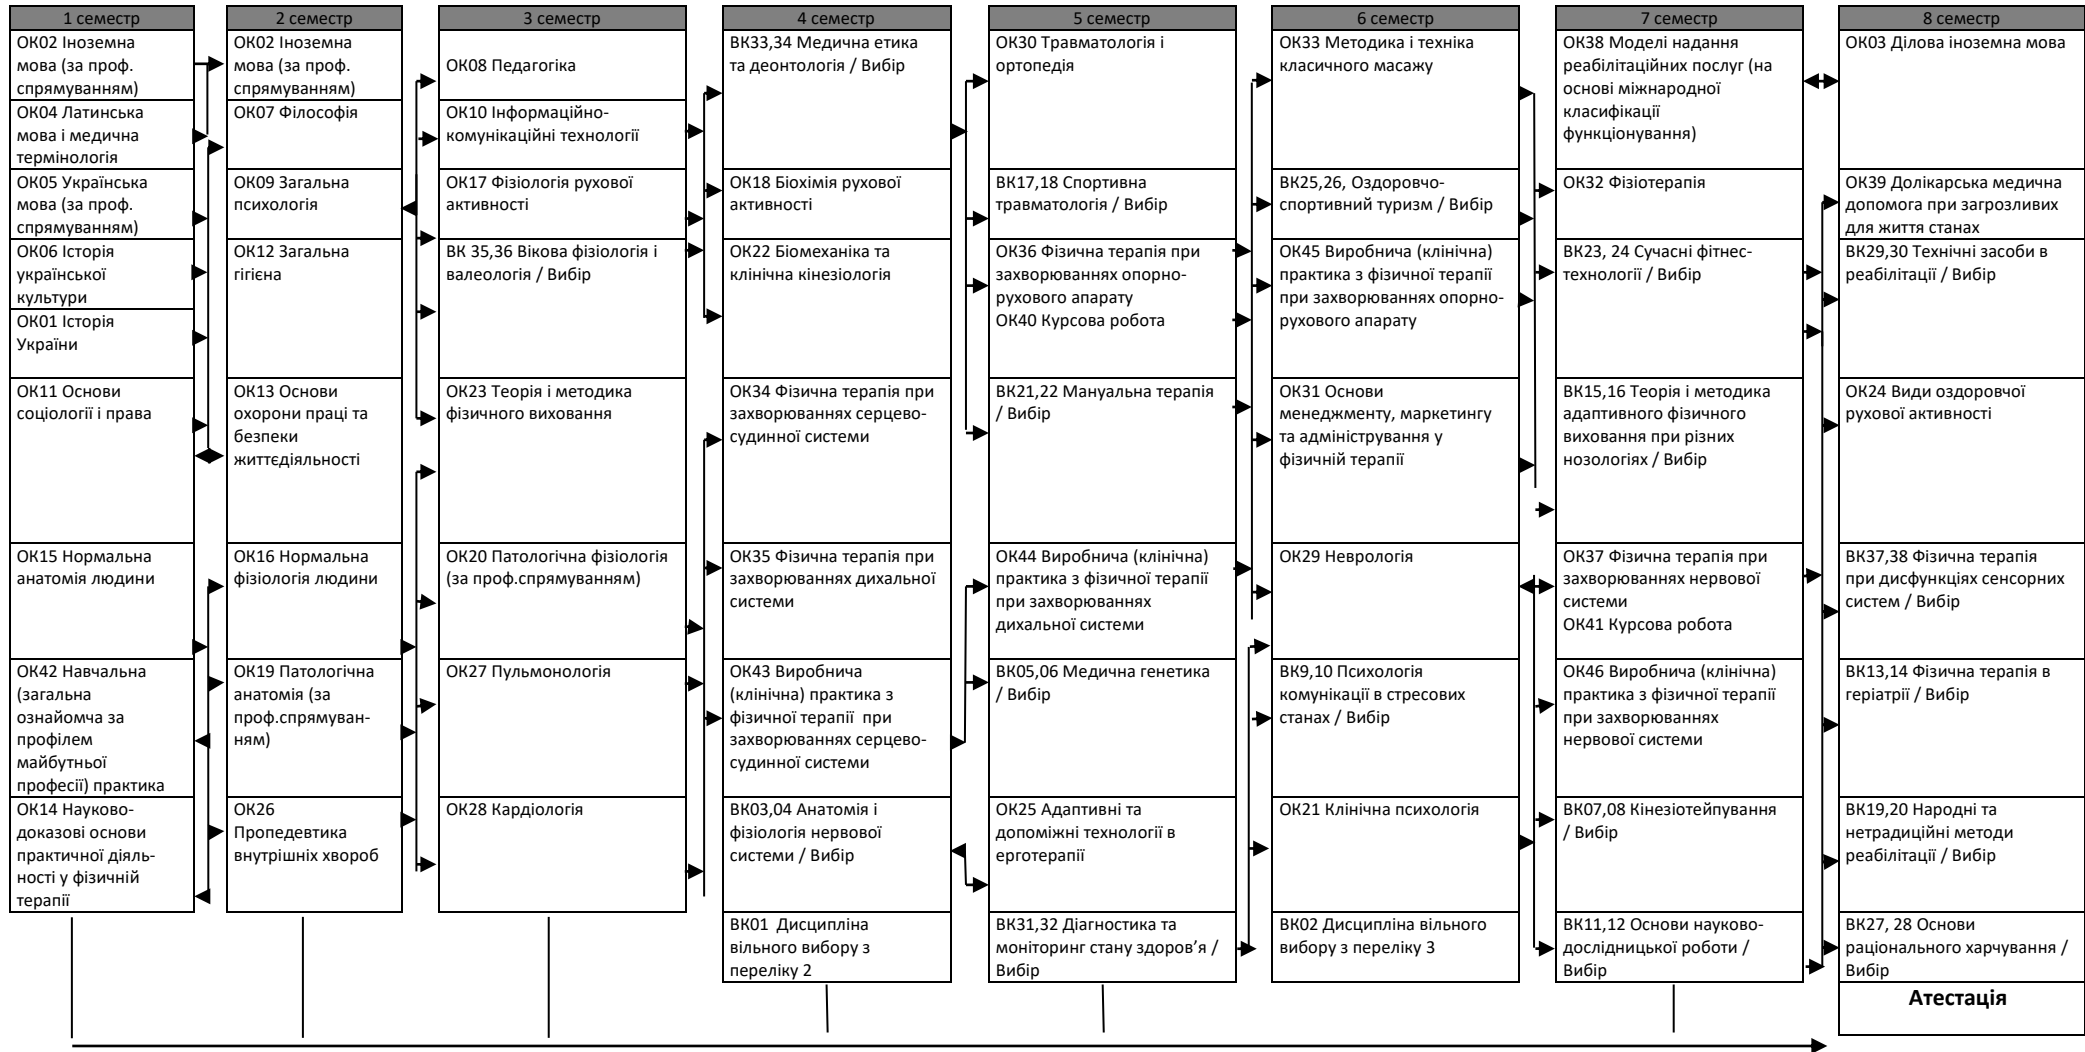 1 семестр
ОК02 Іноземна
мова (за проф.
спрямуванням)
ОК04 Латинська
мова і медична
термінологія
ОК05 Українська
мова (за проф.
спрямуванням)
ОК06 Історія
української
культури
ОК01 Історія
України
ОК11 Основи
соціології і права
ОК15 Нормальна
анатомія людини
ОК42 Навчальна
(загальна
ознайомча за
профілем
майбутньої
професії) практика
ОК14 Науково-
доказові основи
практичної діяль-
ності у фізичній
терапії
2 семестр
ОК02 Іноземна
мова (за проф.
спрямуванням)
ОК07 Філософія
ОК09 Загальна
психологія
ОК12 Загальна
гігієна
ОК13 Основи
охорони праці та
безпеки
життєдіяльності
ОК16 Нормальна
фізіологія людини
ОК19 Патологічна
анатомія (за
проф.спрямуван-
ням)
ОК26
Пропедевтика
внутрішніх хвороб
3 семестр
ОК08 Педагогіка
ОК10 Інформаційно-
комунікаційні технології
ОК17 Фізіологія рухової
активності
ВК 35,36 Вікова фізіологія і
валеологія / Вибір
ОК23 Теорія і методика
фізичного виховання
ОК20 Патологічна фізіологія
(за проф.спрямуванням)
ОК27 Пульмонологія
ОК28 Кардіологія
4 семестр
ВК33,34 Медична етика
та деонтологія / Вибір
ОК18 Біохімія рухової
активності
ОК22 Біомеханіка та
клінічна кінезіологія
ОК34 Фізична терапія при
захворюваннях серцево-
судинної системи
ОК35 Фізична терапія при
захворюваннях дихальної
системи
ОК43 Виробнича
(клінічна) практика з
фізичної терапії  при
захворюваннях серцево-
судинної системи
ВК03,04 Анатомія і
фізіологія нервової
системи / Вибір
ВК01  Дисципліна
вільного вибору з
переліку 2
5 семестр
ОК30 Травматологія і
ортопедія
ВК17,18 Спортивна
травматологія / Вибір
ОК36 Фізична терапія при
захворюваннях опорно-
рухового апарату
ОК40 Курсова робота
ВК21,22 Мануальна терапія
/ Вибір
ОК44 Виробнича (клінічна)
практика з фізичної терапії
при захворюваннях
дихальної системи
ВК05,06 Медична генетика
/ Вибір
ОК25 Адаптивні та
допоміжні технології в
ерготерапії
ВК31,32 Діагностика та
моніторинг стану здоров’я /
Вибір
6 семестр
ОК33 Методика і техніка
класичного масажу
ВК25,26, Оздоровчо-
спортивний туризм / Вибір
ОК45 Виробнича (клінічна)
практика з фізичної терапії
при захворюваннях опорно-
рухового апарату
ОК31 Основи
менеджменту, маркетингу
та адміністрування у
фізичній терапії
ОК29 Неврологія
ВК9,10 Психологія
комунікації в стресових
станах / Вибір
ОК21 Клінічна психологія
ВК02 Дисципліна вільного
вибору з переліку 3
7 семестр
ОК38 Моделі надання
реабілітаційних послуг (на
основі міжнародної
класифікації
функціонування)
ОК32 Фізіотерапія
ВК23, 24 Сучасні фітнес-
технології / Вибір
ВК15,16 Теорія і методика
адаптивного фізичного
виховання при різних
нозологіях / Вибір
ОК37 Фізична терапія при
захворюваннях нервової
системи
ОК41 Курсова робота
ОК46 Виробнича (клінічна)
практика з фізичної терапії
при захворюваннях
нервової системи
ВК07,08 Кінезіотейпування
/ Вибір
ВК11,12 Основи науково-
дослідницької роботи /
Вибір
8 семестр
ОК03 Ділова іноземна мова
ОК39 Долікарська медична
допомога при загрозливих
для життя станах
ВК29,30 Технічні засоби в
реабілітації / Вибір
ОК24 Види оздоровчої
рухової активності
ВК37,38 Фізична терапія
при дисфункціях сенсорних
систем / Вибір
ВК13,14 Фізична терапія в
геріатрії / Вибір
ВК19,20 Народні та
нетрадиційні методи
реабілітації / Вибір
ВК27, 28 Основи
раціонального харчування /
Вибір
Атестація